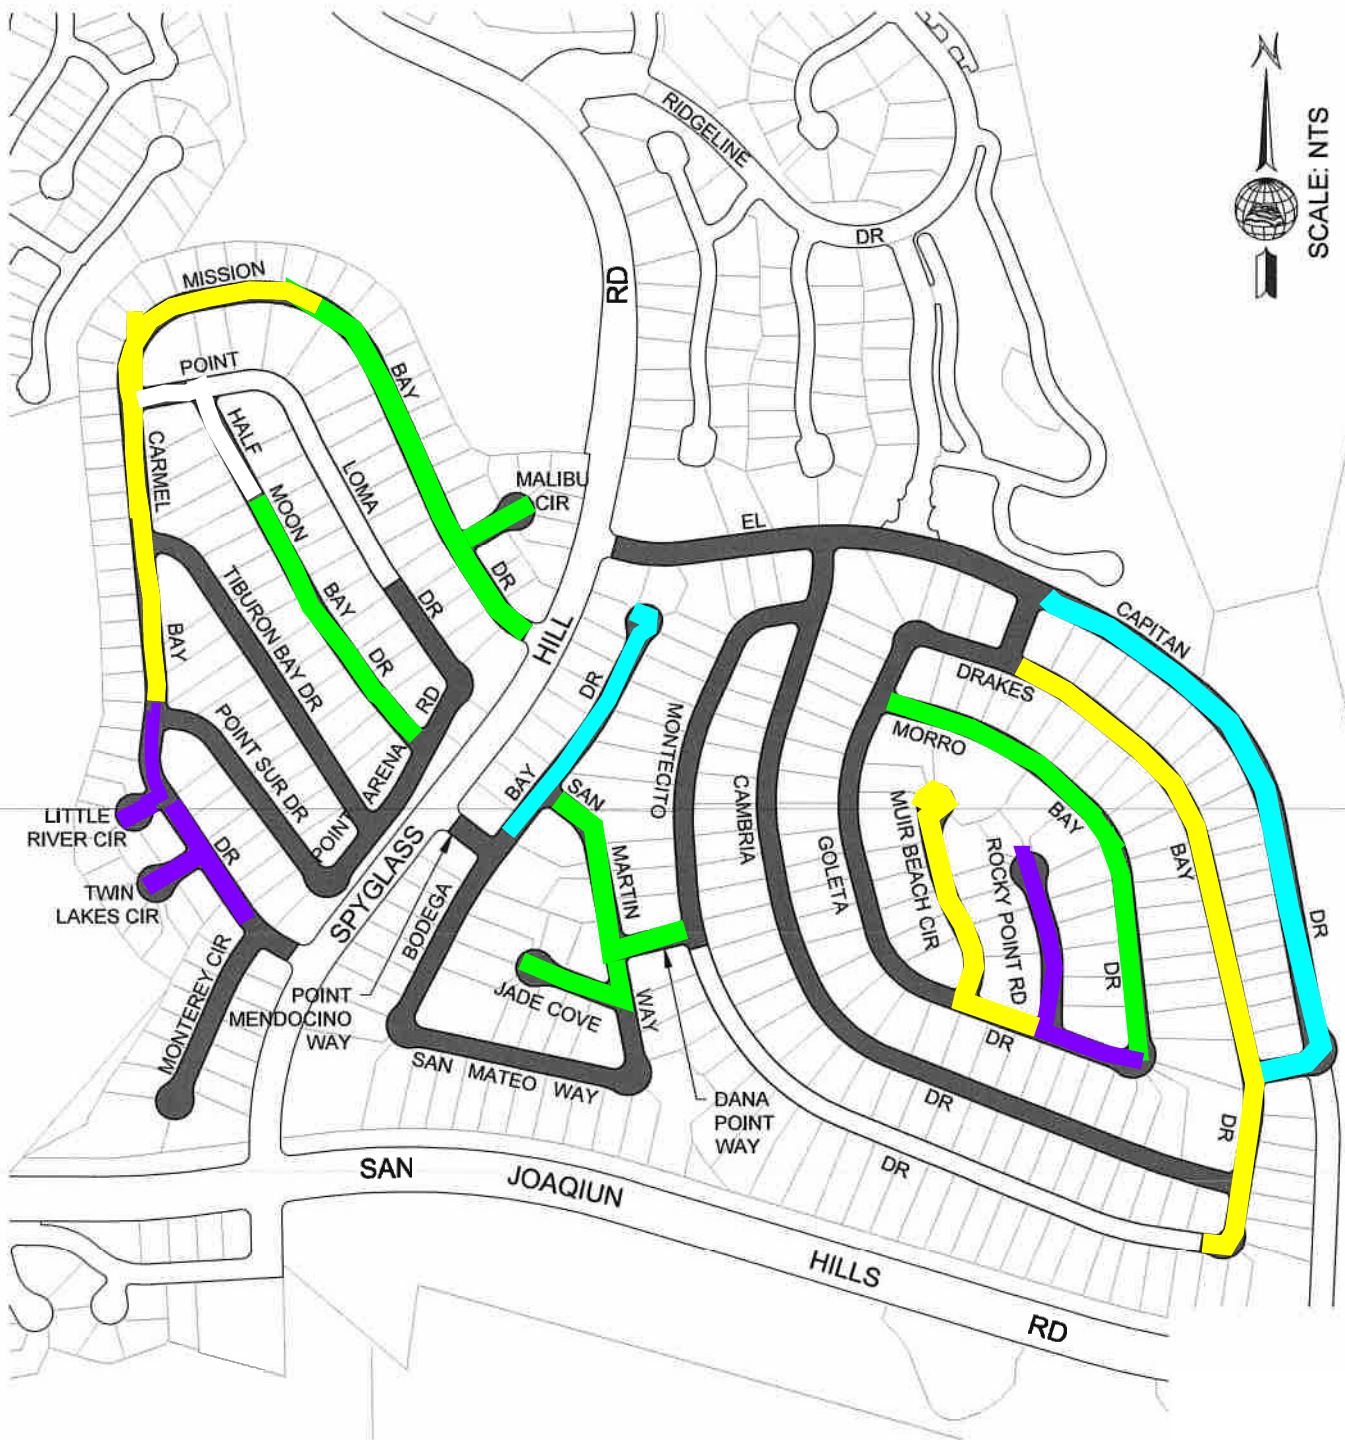 N
SCALE: NTS
RIDGELINE
DR
RD
MISSION
BAY
DR
POINT
LOMA
DR
HALF
MOON
BAY
DR
CARMEL
BAY
DR
MALIBU
CIR
EL
CAPITAN
DR
HILL
TIBURON BAY DR
POINT SUR DR
POINT
ARENA
RD
LITTLE
RIVER CIR
TWIN
LAKES CIR
MONTEREY CIR
SPYGLASS
BODEGA
BAY
DR
POINT
MENDOCINO
WAY
SAN
MARTIN
WAY
JADE COVE
SAN MATEO WAY
DANA
POINT
WAY
MONTECITO
DR
CAMBRIA
DR
GOLETA
DR
DRAKES
BAY
DR
MORRO
BAY
DR
MUIR BEACH CIR
ROCKY POINT RD
SAN
JOAQIUN
HILLS
RD